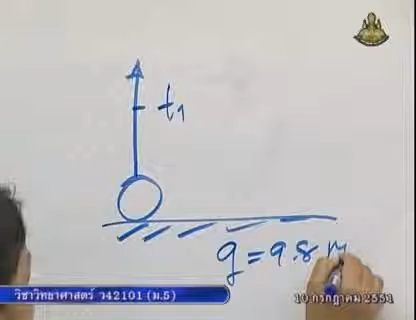 t₁
g = 9.8 m
วิชาวิทยาศาสตร์ ว42101 (ม.5)
10 กรกฎาคม 2551